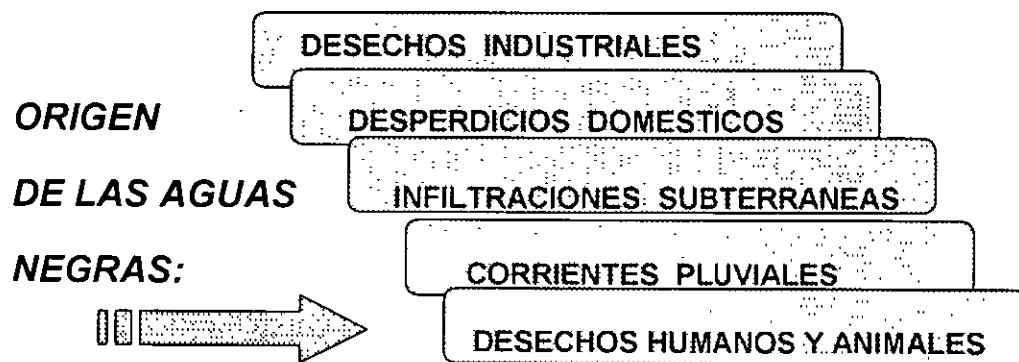 ORIGEN
DE LAS AGUAS
NEGRAS:
DESECHOS INDUSTRIALES
DESPERDICIOS DOMESTICOS
INFILTRACIONES SUBTERRANEAS
CORRIENTES PLUVIALES
DESECHOS HUMANOS Y ANIMALES